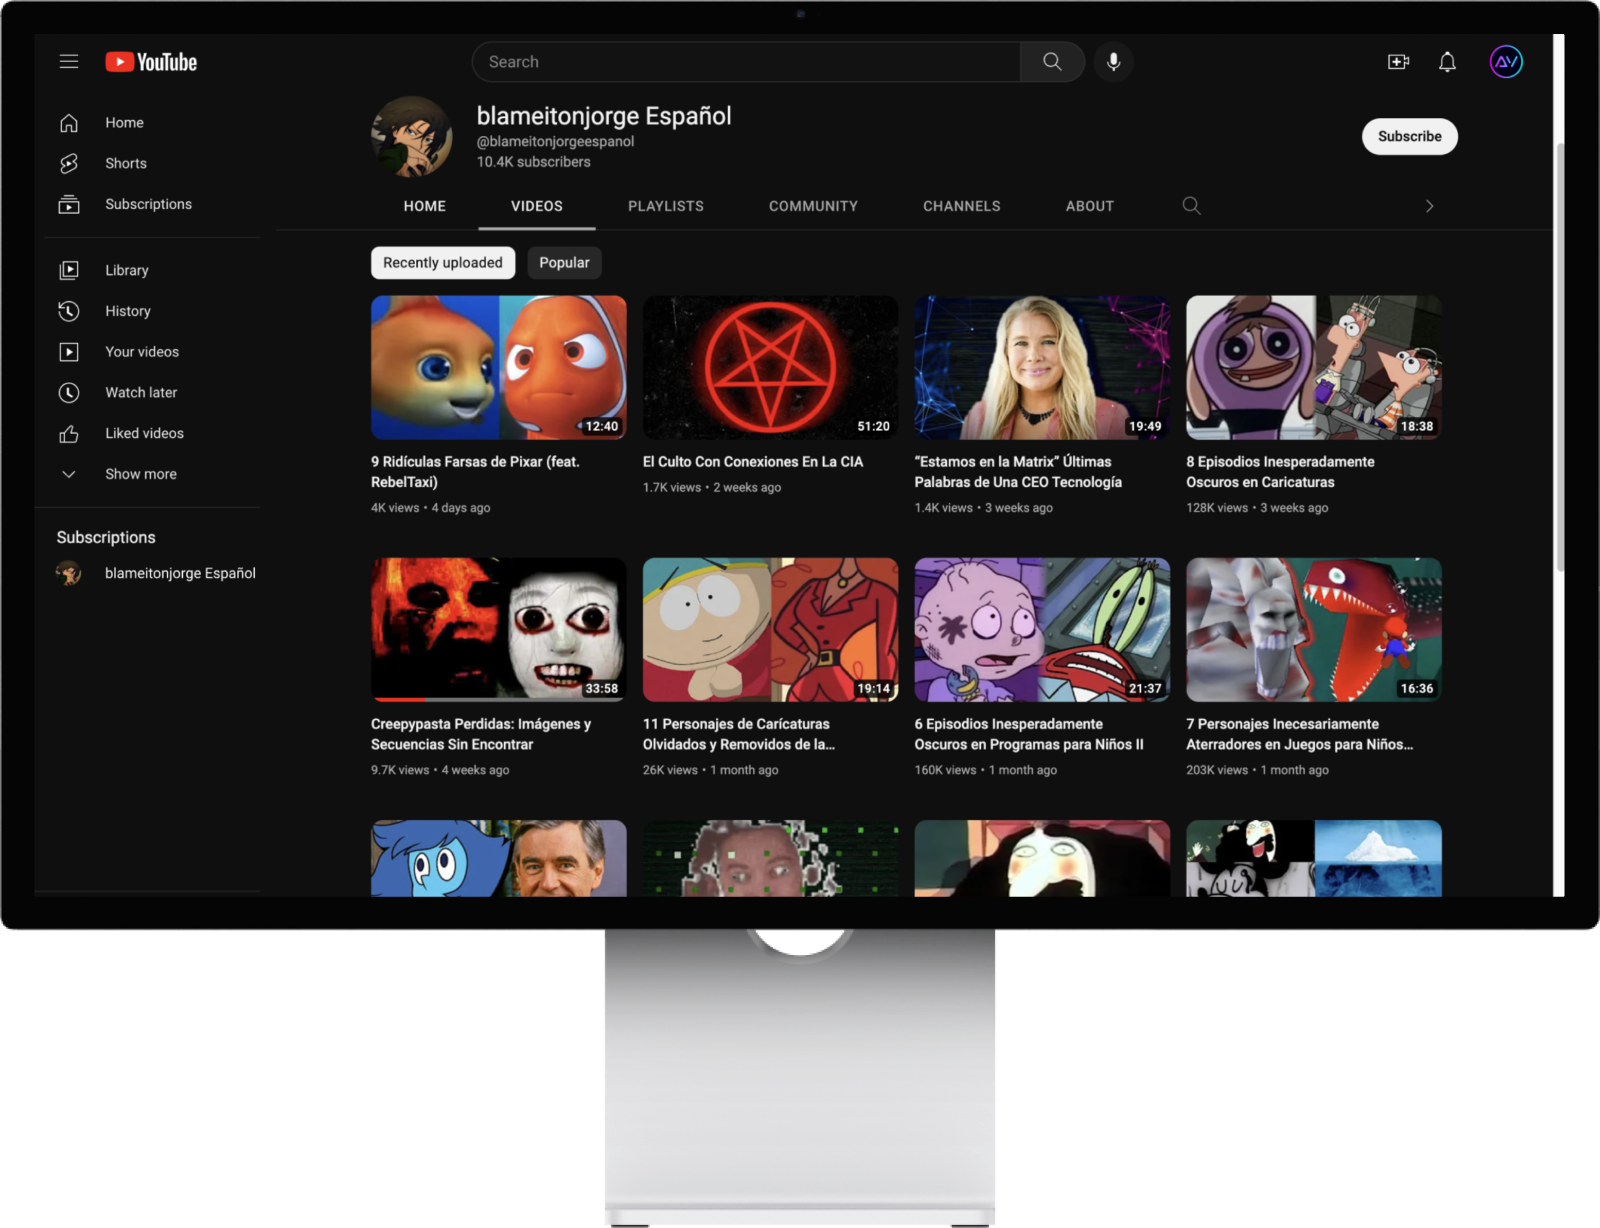 YouTube
Search
Home
Shorts
Subscriptions
Library
History
Your videos
Watch later
Liked videos
Show more
Subscriptions
blameitonjorge Español
blameitonjorge Español
@blameitonjorgeespanol
10.4K subscribers
Subscribe
HOME VIDEOS PLAYLISTS COMMUNITY CHANNELS ABOUT
Recently uploaded Popular
12:40
9 Ridículas Farsas de Pixar (feat.
RebelTaxi)
4K views • 4 days ago
51:20
El Culto Con Conexiones En La CIA
1.7K views • 2 weeks ago
19:49
“Estamos en la Matrix” Últimas
Palabras de Una CEO Tecnología
1.4K views • 3 weeks ago
18:38
8 Episodios Inesperadamente
Oscuros en Caricaturas
128K views • 3 weeks ago
33:58
Creepypasta Perdidas: Imágenes y
Secuencias Sin Encontrar
9.7K views • 4 weeks ago
19:14
11 Personajes de Carícaturas
Olvidados y Removidos de la...
26K views • 1 month ago
21:37
6 Episodios Inesperadamente
Oscuros en Programas para Niños II
160K views • 1 month ago
16:36
7 Personajes Inecesariamente
Aterradores en Juegos para Niños...
203K views • 1 month ago